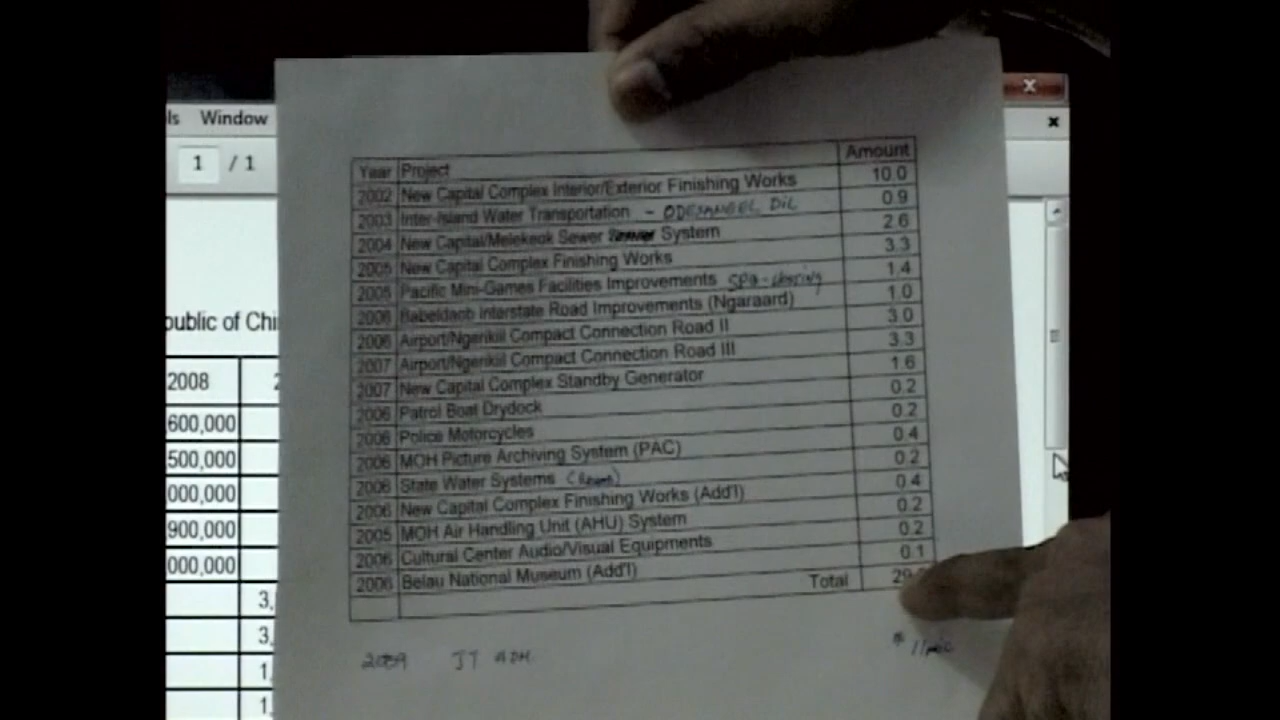 ls Window
1 / 1
ublic of Chi
2008 2
600,000
500,000
000,000
900,000
000,000
3,
3,
1,
1,
Year Project Amount
2002 New Capital Complex Interior/Exterior Finishing Works 10.0
2003 Inter-Island Water Transportation - 0.9
2004 New Capital/Melekeok Sewer System 2.6
2005 New Capital Complex Finishing Works 3.3
2005 Pacific Mini-Games Facilities Improvements 1.4
2006 Babeldaob Interstate Road Improvements (Ngaraard) 1.0
2006 Airport/Ngerikiil Compact Connection Road II 3.0
2007 Airport/Ngerikiil Compact Connection Road III 3.3
2007 New Capital Complex Standby Generator 1.6
2006 Patrol Boat Drydock 0.2
2006 Police Motorcycles 0.2
2006 MOH Picture Archiving System (PAC) 0.4
2006 State Water Systems 0.2
2006 New Capital Complex Finishing Works (Add'l) 0.4
2005 MOH Air Handling Unit (AHU) System 0.2
2006 Cultural Center Audio/Visual Equipments 0.2
2006 Belau National Museum (Add'l) 0.1
Total
JT